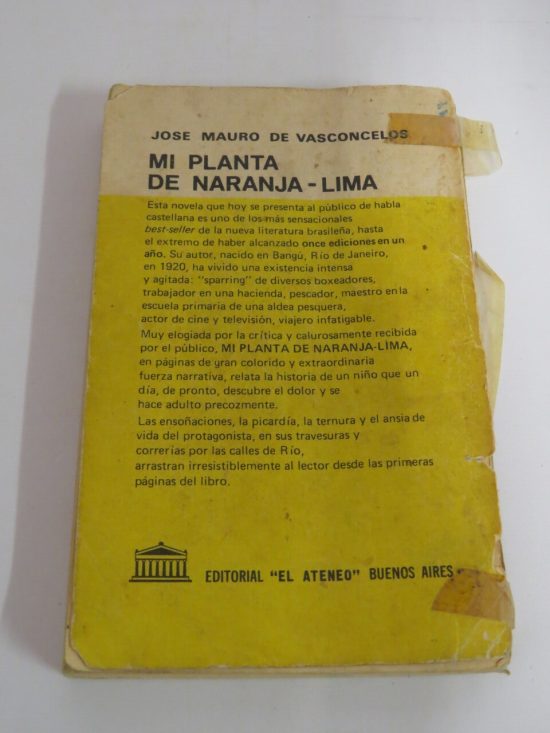 JOSE MAURO DE VASCONCELOS
MI PLANTA
DE NARANJA-LIMA
Esta novela que hoy se presenta al público de habla
castellana es uno de los más sensacionales
best-seller de la nueva literatura brasileña, hasta
el extremo de haber alcanzado once ediciones en un
año. Su autor, nacido en Bangú, Río de Janeiro,
en 1920, ha vivido una existencia intensa
y agitada: "sparring" de diversos boxeadores,
trabajador en una hacienda, pescador, maestro en la
escuela primaria de una aldea pesquera,
actor de cine y televisión, viajero infatigable.
Muy elogiada por la crítica y calurosamente recibida
por el público, MI PLANTA DE NARANJA-LIMA,
en páginas de gran colorido y extraordinaria
fuerza narrativa, relata la historia de un niño que un
día, de pronto, descubre el dolor y se
hace adulto precozmente.
Las ensoñaciones, la picardía, la ternura y el ansia de
vida del protagonista, en sus travesuras y
correrías por las calles de Río,
arrastran irresistiblemente al lector desde las primeras
páginas del libro.
EDITORIAL "EL ATENEO" BUENOS AIRES